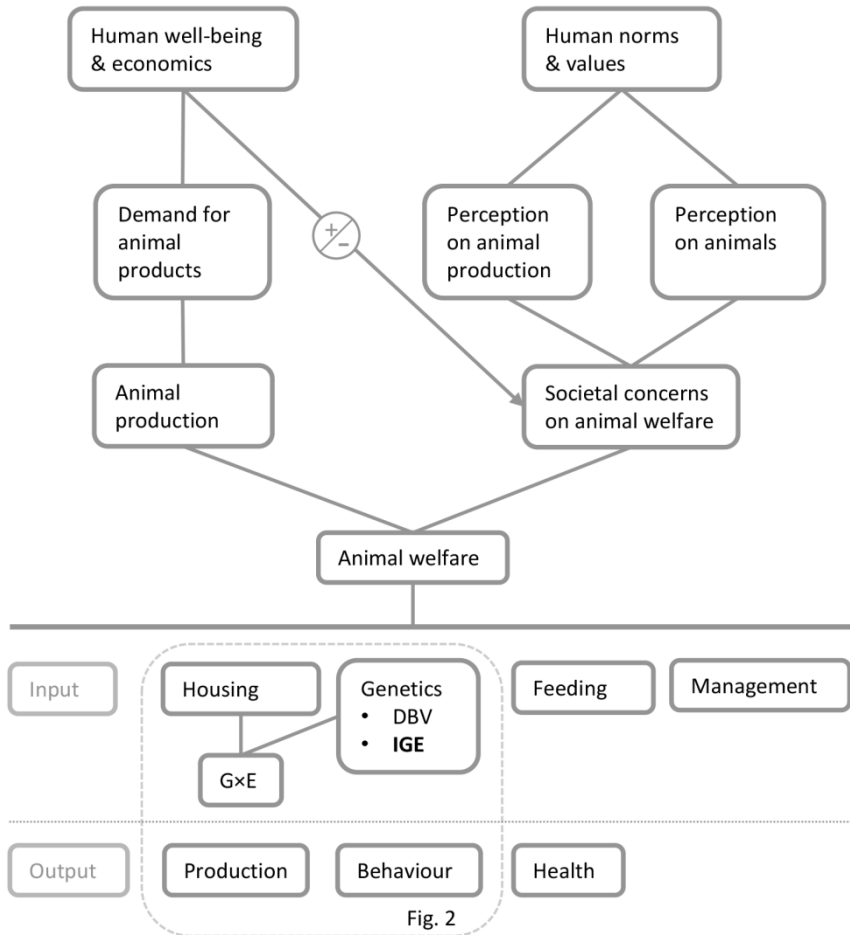 Human well-being
& economics
Human norms
& values
Demand for
animal
products
+
−
Perception
on animal
production
Perception
on animals
Animal
production
Societal concerns
on animal welfare
Animal welfare
Input
Housing
Genetics
• DBV
• IGE
Feeding
Management
G×E
Output
Production
Behaviour
Health
Fig. 2